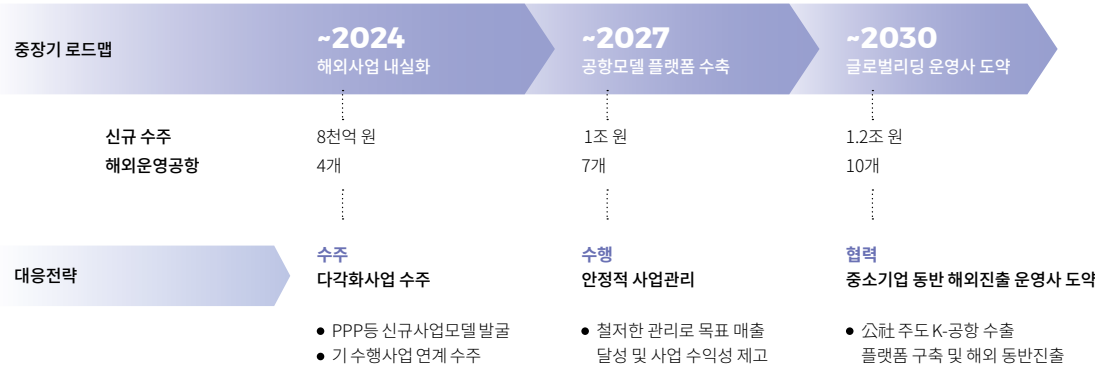 중장기 로드맵
~2024
해외사업 내실화
~2027
공항모델 플랫폼 수축
~2030
글로벌리딩 운영사 도약
신규 수주
8천억 원
1조 원
1.2조 원
해외운영공항
4개
7개
10개
대응전략
수주
다각화사업 수주
수행
안정적 사업관리
협력
중소기업 동반 해외진출 운영사 도약
● PPP등 신규사업모델 발굴
● 기 수행사업 연계 수주
● 철저한 관리로 목표 매출
달성 및 사업 수익성 제고
● 公社 주도 K-공항 수출
플랫폼 구축 및 해외 동반진출